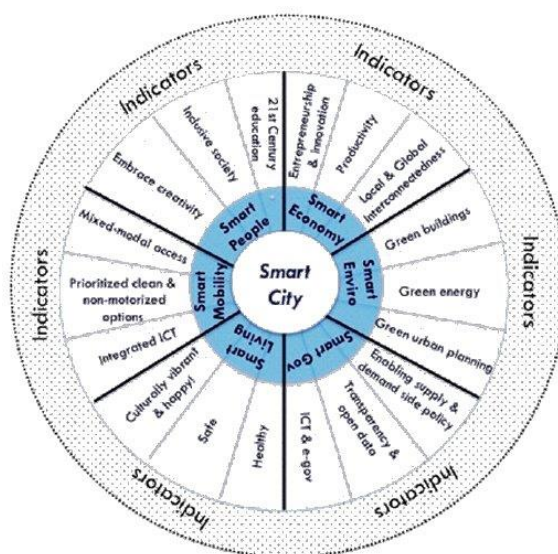 Smart
City
Smart
Economy
Entrepreneurship
& innovation
Productivity
Local & Global
Interconnectedness
Smart
Enviro
Green buildings
Green energy
Green urban planning
Smart Gov
Enabling supply &
demand side policy
Transparency &
open data
ICT & e-gov
Smart
Living
Healthy
Safe
Culturally vibrant
& happy!
Smart
Mobility
Integrated ICT
Prioritized clean &
non-motorized
options
Mixed-modal access
Smart
People
Embrace creativity
Inclusive society
21st Century
education
Indicators
Indicators
Indicators
Indicators
Indicators
Indicators